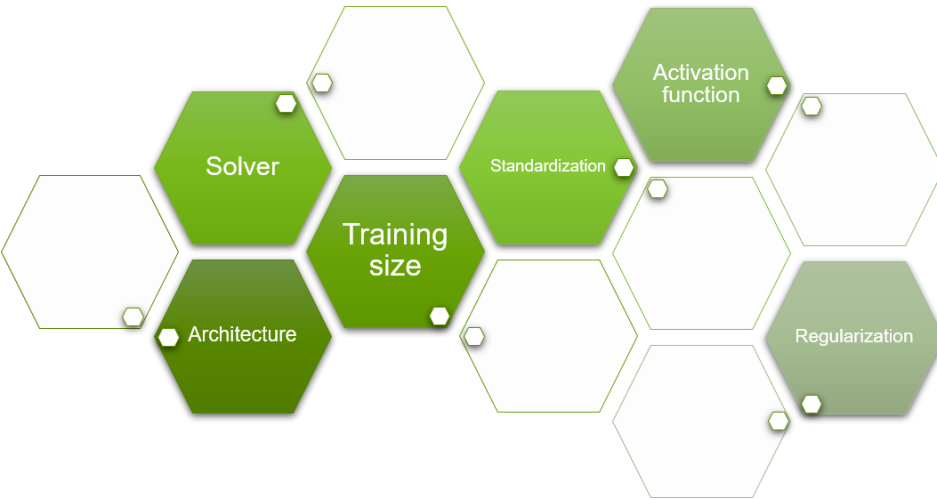 Activation
function
Solver
Standardization
Training
size
Architecture
Regularization